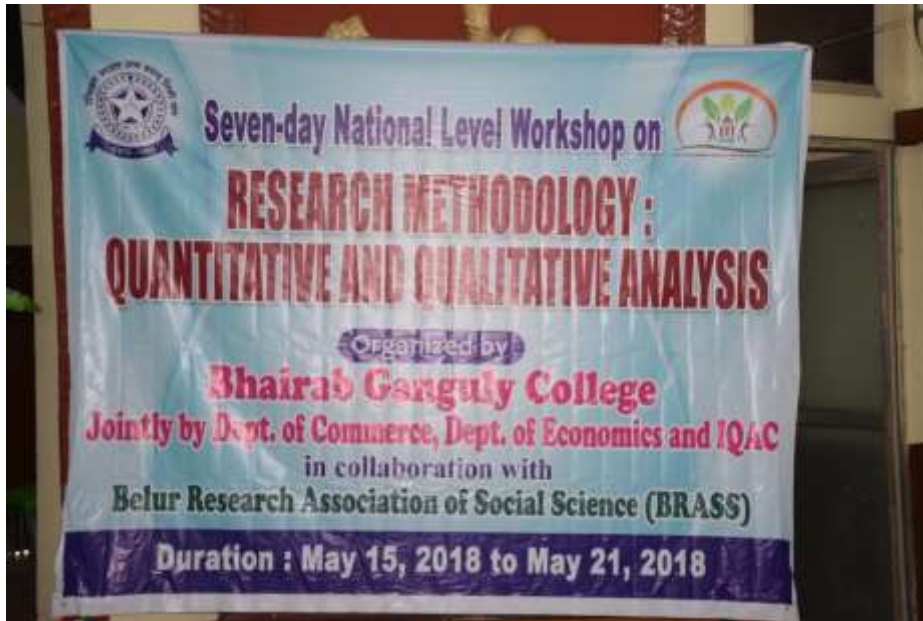 Seven-day National Level Workshop on
RESEARCH METHODOLOGY :
QUANTITATIVE AND QUALITATIVE ANALYSIS
Organized by
Bhairab Ganguly College
Jointly by Dept. of Commerce, Dept. of Economics and IQAC
in collaboration with
Belur Research Association of Social Science (BRASS)
Duration : May 15, 2018 to May 21, 2018